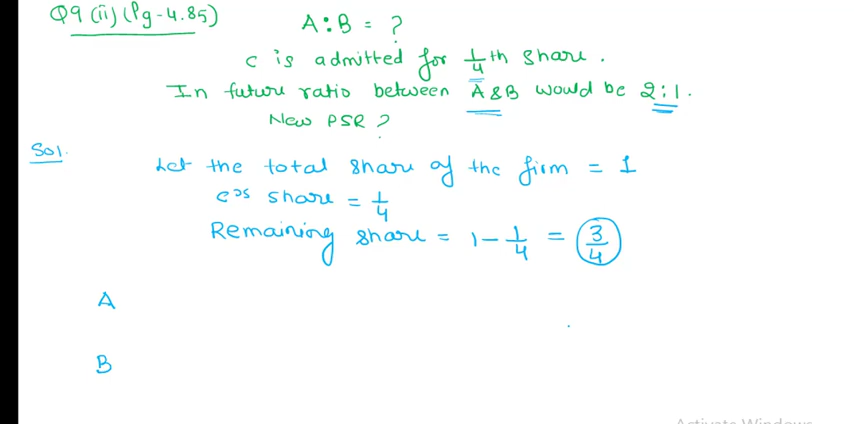 Q9 (ii) (Pg-4.85)
A:B = ?
C is admitted for 1/4 th share.
In future ratio between A & B would be 2:1.
New PSR ?
Sol.
Let the total share of the firm = 1
C's share = 1/4
Remaining share = 1 - 1/4 = 3/4
A
B